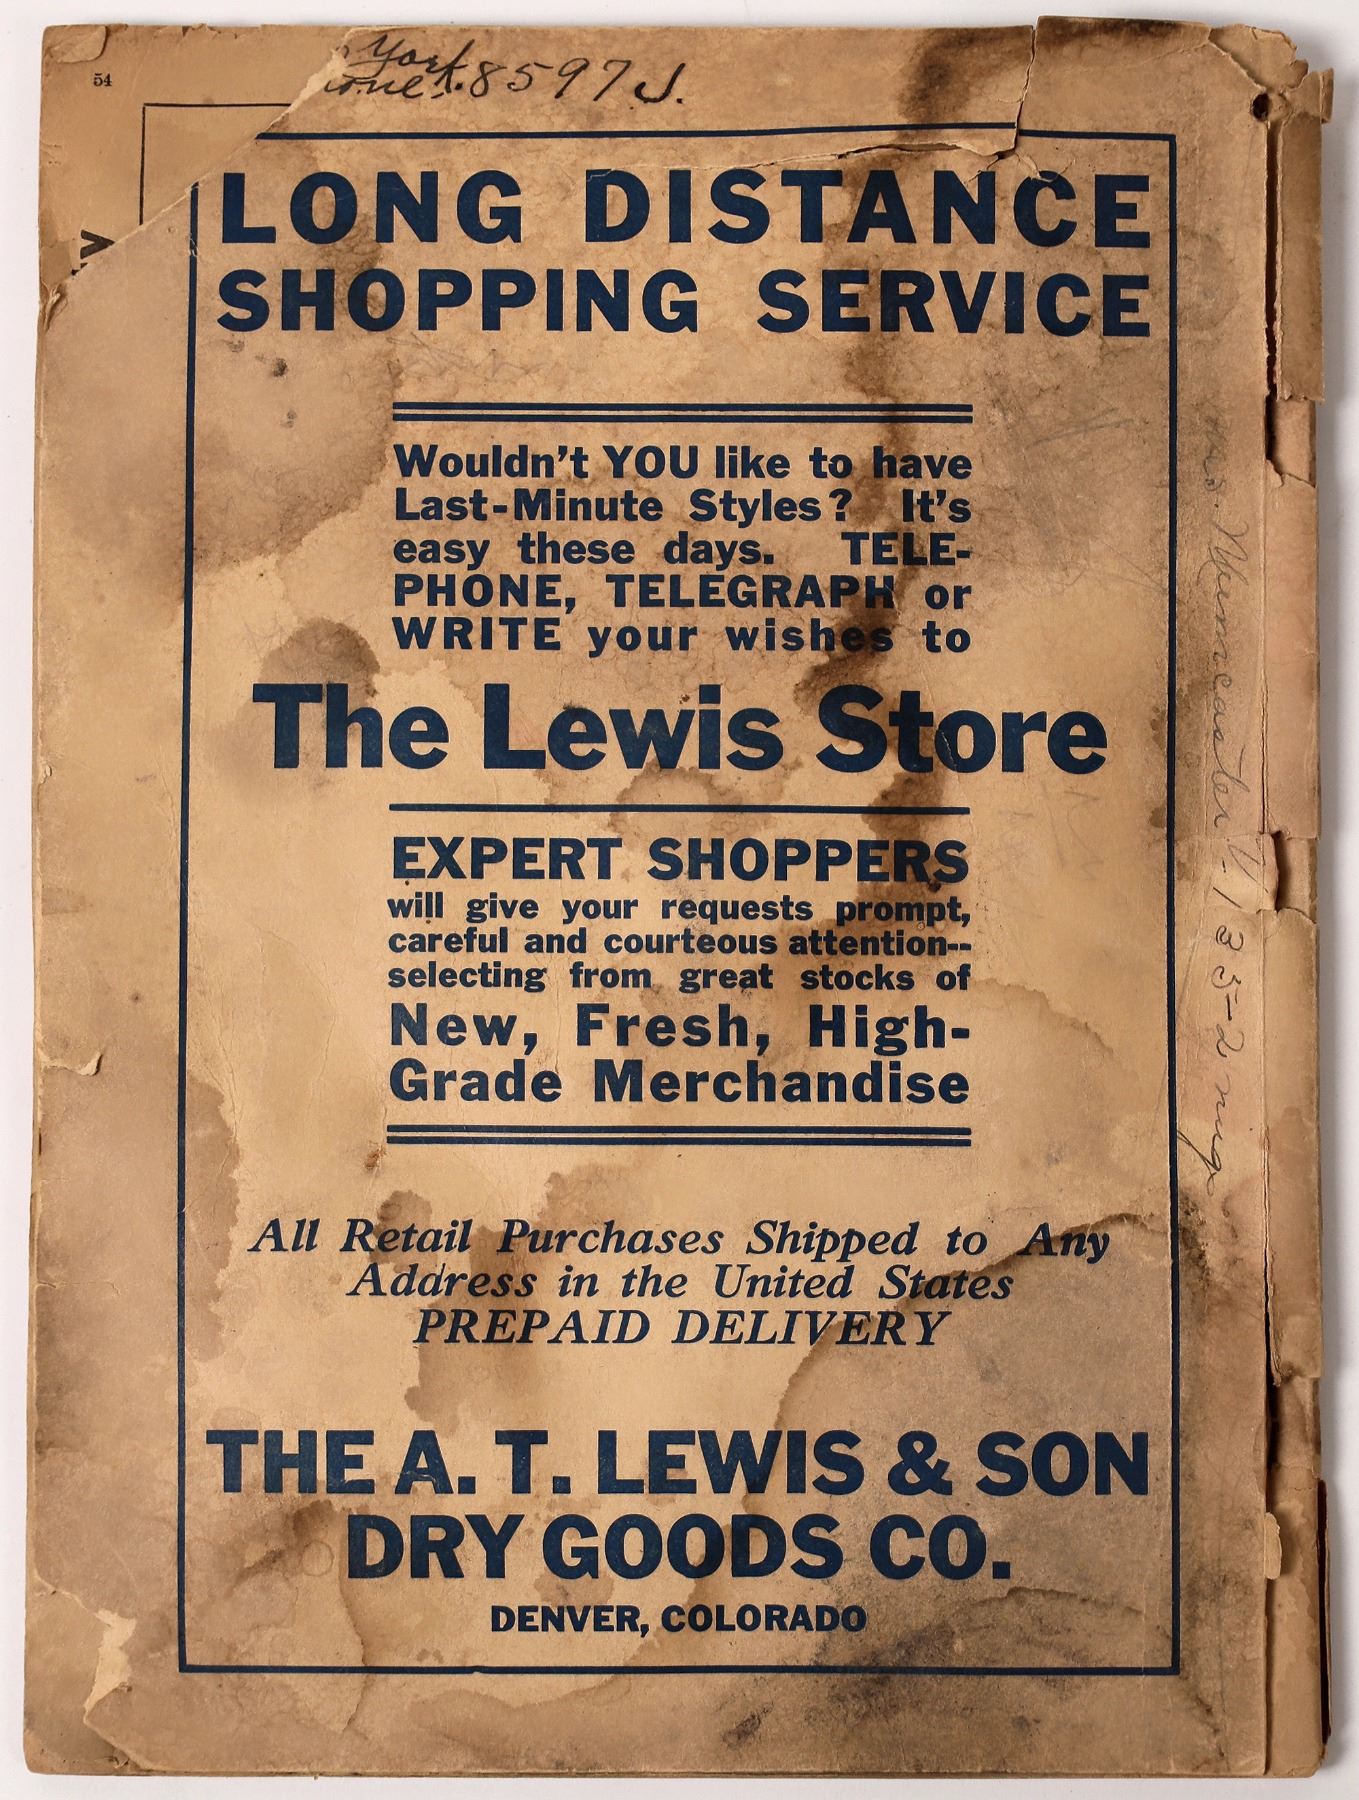 54
York
8597J.
LONG DISTANCE
SHOPPING SERVICE
Wouldn't YOU like to have
Last-Minute Styles? It's
easy these days. TELE-
PHONE, TELEGRAPH or
WRITE your wishes to
The Lewis Store
EXPERT SHOPPERS
will give your requests prompt,
careful and courteous attention--
selecting from great stocks of
New, Fresh, High-
Grade Merchandise
All Retail Purchases Shipped to Any
Address in the United States
PREPAID DELIVERY
THE A. T. LEWIS & SON
DRY GOODS CO.
DENVER, COLORADO
Mrs. Muncaster